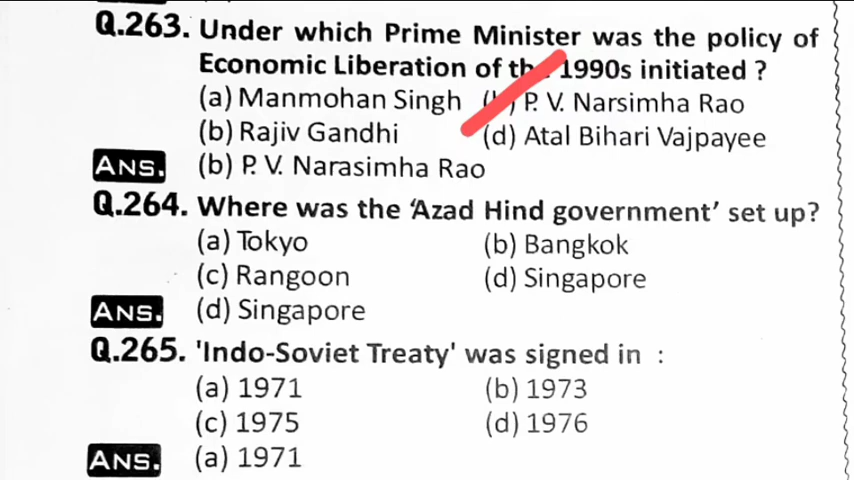 Q.263. Under which Prime Minister was the policy of
Economic Liberation of the 1990s initiated ?
(a) Manmohan Singh (b) P. V. Narsimha Rao
(b) Rajiv Gandhi (d) Atal Bihari Vajpayee
ANS. (b) P. V. Narasimha Rao
Q.264. Where was the ‘Azad Hind government’ set up?
(a) Tokyo (b) Bangkok
(c) Rangoon (d) Singapore
ANS. (d) Singapore
Q.265. 'Indo-Soviet Treaty' was signed in :
(a) 1971 (b) 1973
(c) 1975 (d) 1976
ANS. (a) 1971